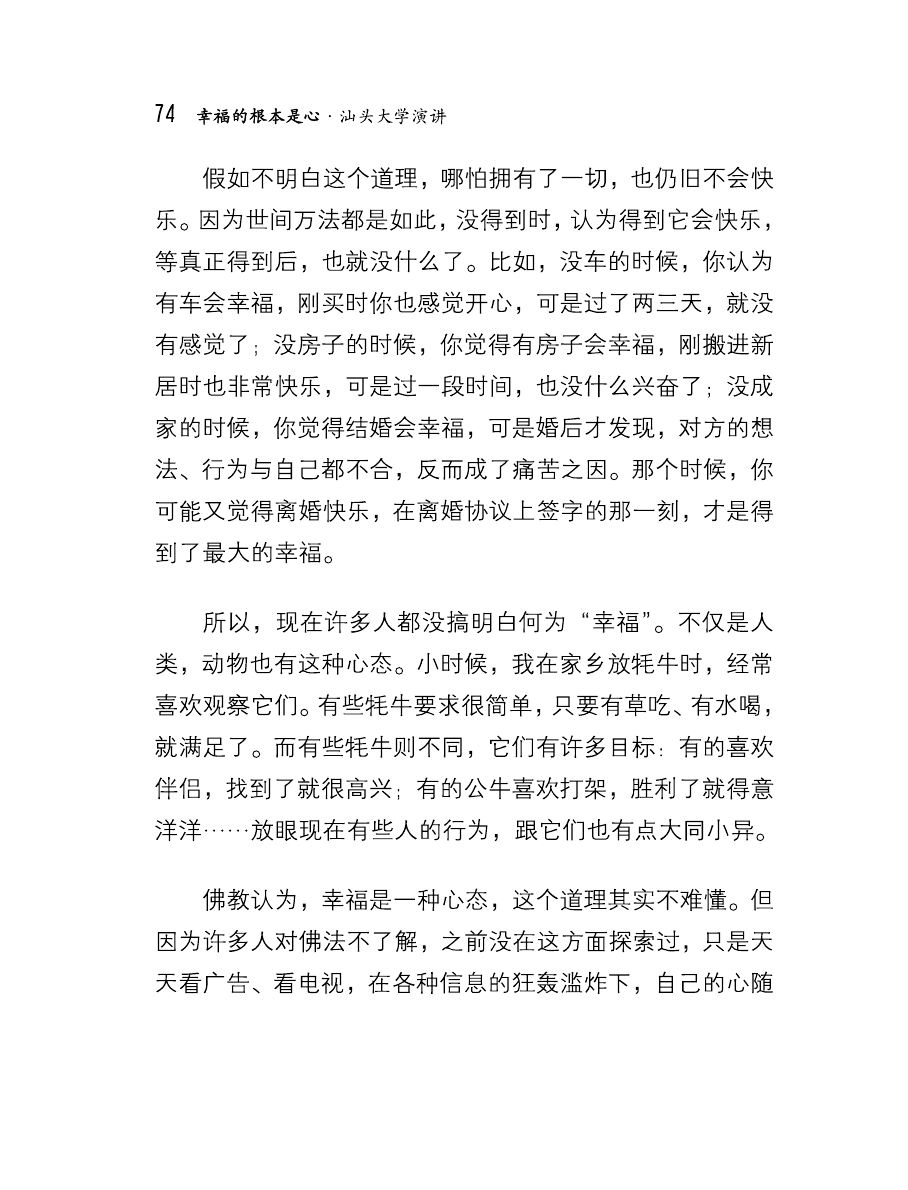 74 幸福的根本是心·汕头大学演讲
假如不明白这个道理，哪怕拥有了一切，也仍旧不会快
乐。因为世间万法都是如此，没得到时，认为得到它会快乐，
等真正得到后，也就没什么了。比如，没车的时候，你认为
有车会幸福，刚买时你也感觉开心，可是过了两三天，就没
有感觉了；没房子的时候，你觉得有房子会幸福，刚搬进新
居时也非常快乐，可是过一段时间，也没什么兴奋了；没成
家的时候，你觉得结婚会幸福，可是婚后才发现，对方的想
法、行为与自己都不合，反而成了痛苦之因。那个时候，你
可能又觉得离婚快乐，在离婚协议上签字的那一刻，才是得
到了最大的幸福。
所以，现在许多人都没搞明白何为“幸福”。不仅是人
类，动物也有这种心态。小时候，我在家乡放牦牛时，经常
喜欢观察它们。有些牦牛要求很简单，只要有草吃、有水喝，
就满足了。而有些牦牛则不同，它们有许多目标：有的喜欢
伴侣，找到了就很高兴；有的公牛喜欢打架，胜利了就得意
洋洋……放眼现在有些人的行为，跟它们也有点大同小异。
佛教认为，幸福是一种心态，这个道理其实不难懂。但
因为许多人对佛法不了解，之前没在这方面探索过，只是天
天看广告、看电视，在各种信息的狂轰滥炸下，自己的心随